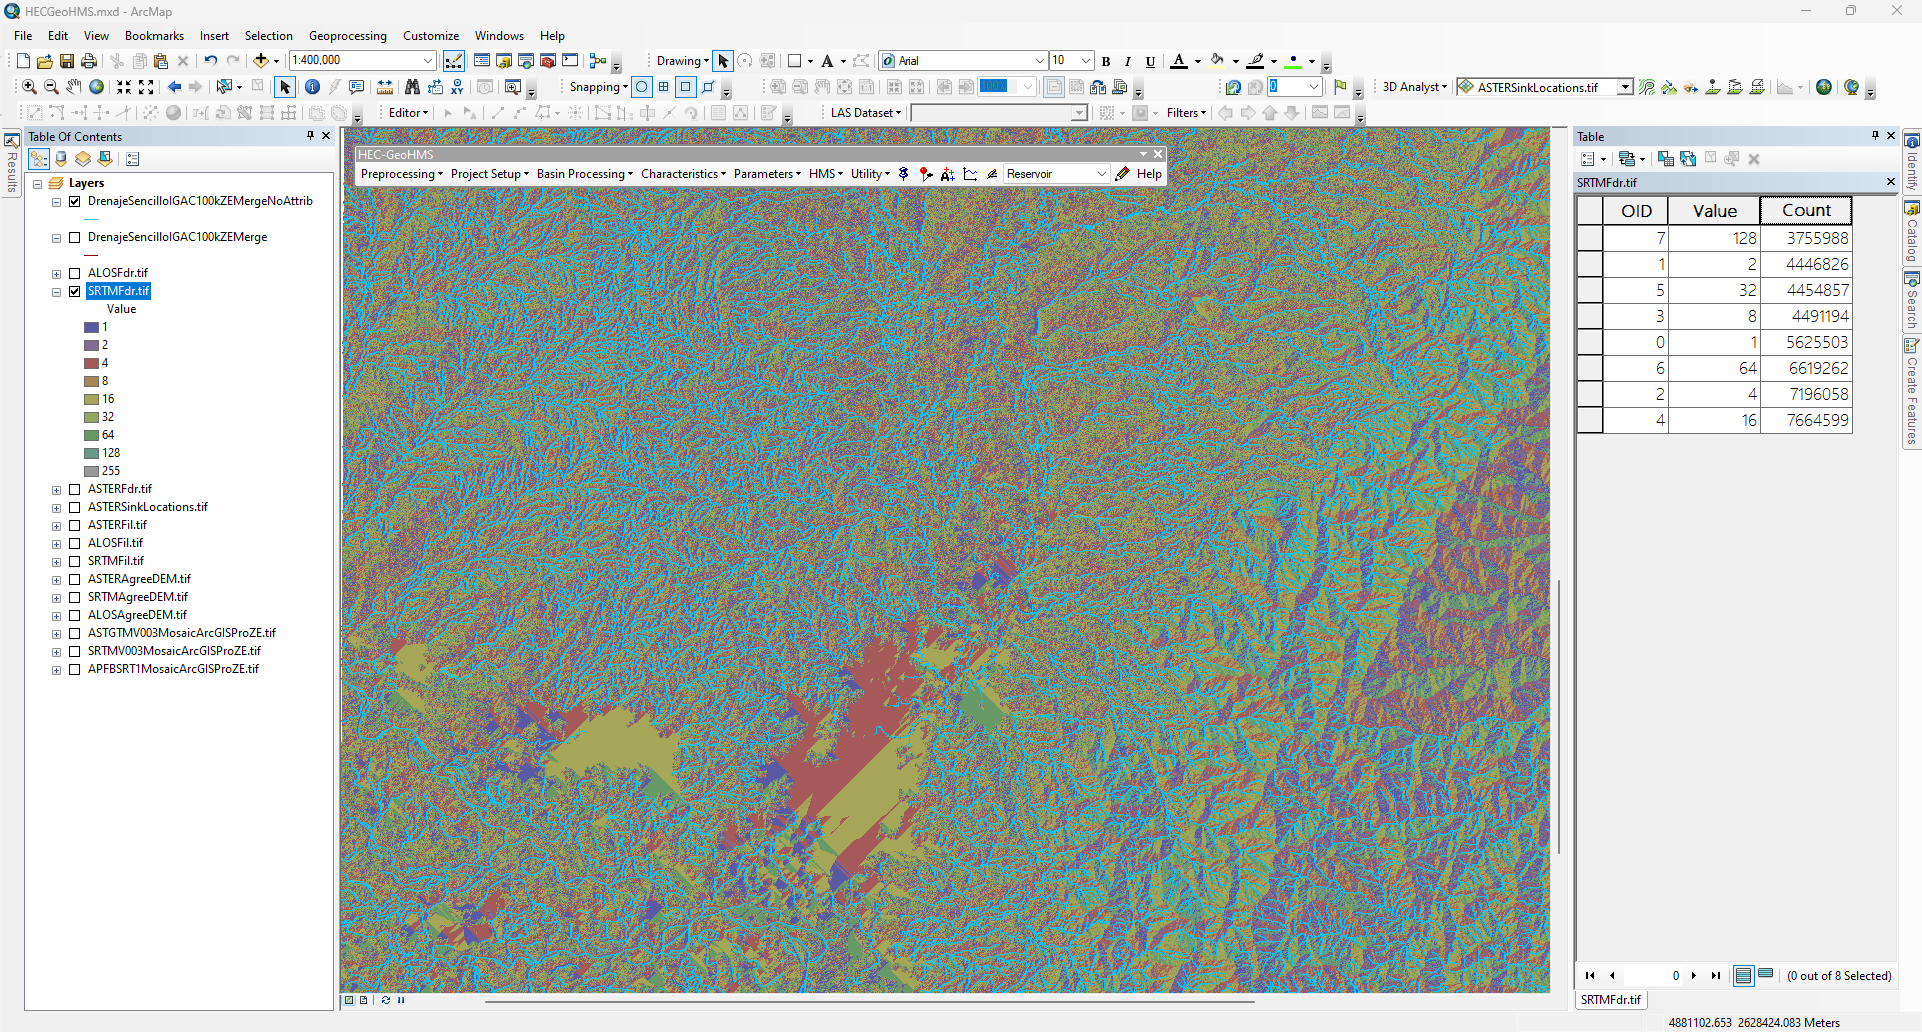 HECGeoHMS.mxd - ArcMap
File Edit View Bookmarks Insert Selection Geoprocessing Customize Windows Help
1:400,000 Drawing Arial 10 B I U
Snapping 100% 0 3D Analyst ASTERSinkLocations.tif
Editor LAS Dataset Filters
Results
Table Of Contents
Layers
DrenajeSencilloIGAC100kZEMergeNoAttrib
DrenajeSencilloIGAC100kZEMerge
ALOSFdr.tif
SRTMFdr.tif
Value
1
2
4
8
16
32
64
128
255
ASTERFdr.tif
ASTERSinkLocations.tif
ASTERFil.tif
ALOSFil.tif
SRTMFil.tif
ASTERAgreeDEM.tif
SRTMAgreeDEM.tif
ALOSAgreeDEM.tif
ASTGTMV003MosaicArcGISProZE.tif
SRTMV003MosaicArcGISProZE.tif
APFBSRT1MosaicArcGISProZE.tif
HEC-GeoHMS
Preprocessing Project Setup Basin Processing Characteristics Parameters HMS Utility Reservoir Help
Table
SRTMFdr.tif
OID Value Count
7 128 3755988
1 2 4446826
5 32 4454857
3 8 4491194
0 1 5625503
6 64 6619262
2 4 7196058
4 16 7664599
0 (0 out of 8 Selected)
SRTMFdr.tif
Identify
Catalog
Search
Create Features
4881102.653 2628424.083 Meters